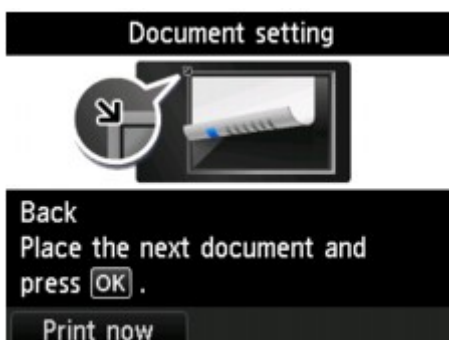 Document setting
Back
Place the next document and
press OK .
Print now